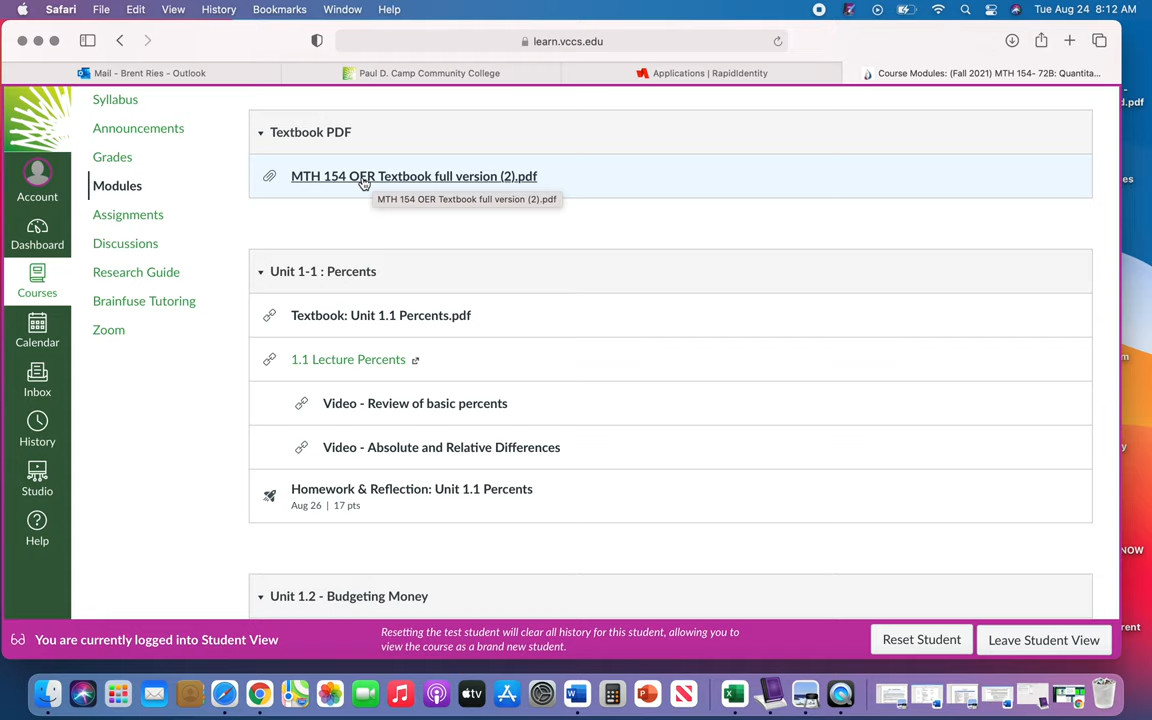 Safari File Edit View History Bookmarks Window Help Tue Aug 24 8:12 AM
learn.vccs.edu
Mail - Brent Ries - Outlook Paul D. Camp Community College Applications | RapidIdentity Course Modules: (Fall 2021) MTH 154- 72B: Quantita...
Syllabus
Announcements
Grades
Modules
Assignments
Discussions
Research Guide
Brainfuse Tutoring
Zoom
Account
Dashboard
Courses
Calendar
Inbox
History
Studio
Help
Textbook PDF
MTH 154 OER Textbook full version (2).pdf
MTH 154 OER Textbook full version (2).pdf
Unit 1-1 : Percents
Textbook: Unit 1.1 Percents.pdf
1.1 Lecture Percents
Video - Review of basic percents
Video - Absolute and Relative Differences
Homework & Reflection: Unit 1.1 Percents
Aug 26 | 17 pts
Unit 1.2 - Budgeting Money
You are currently logged into Student View
Resetting the test student will clear all history for this student, allowing you to
view the course as a brand new student.
Reset Student
Leave Student View
tv